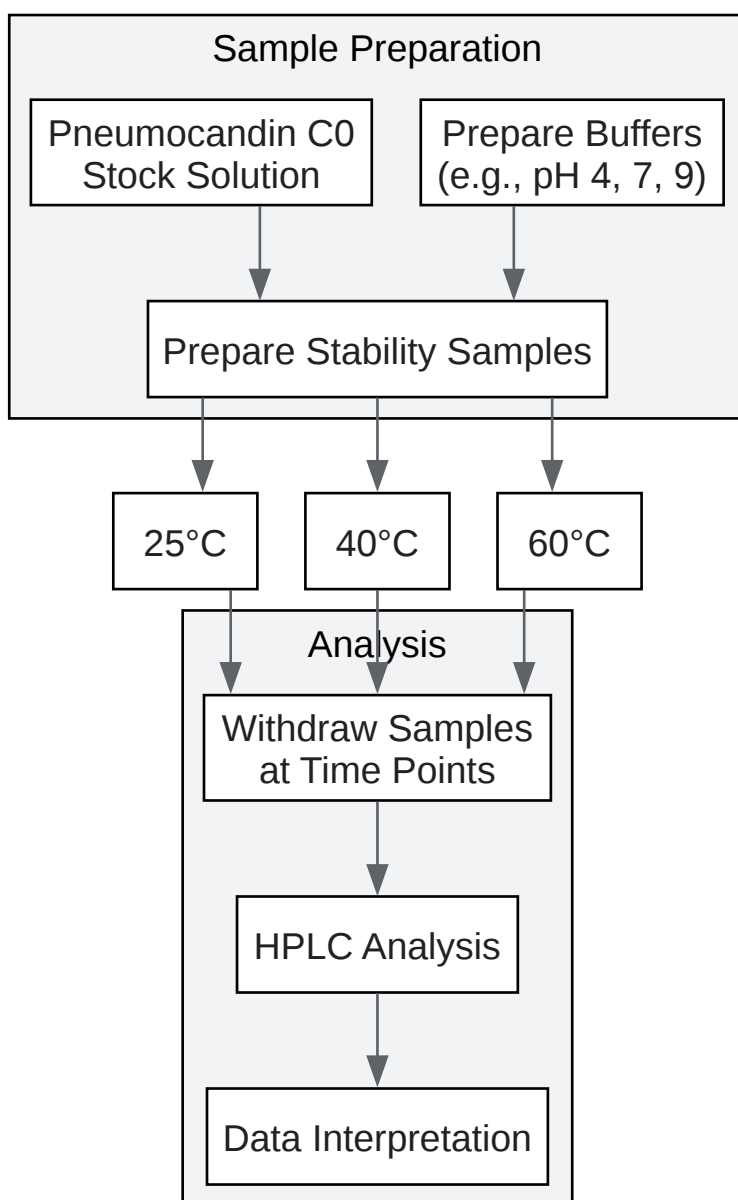 Sample Preparation
Pneumocandin C0
Stock Solution
Prepare Buffers
(e.g., pH 4, 7, 9)
Prepare Stability Samples
25°C
40°C
60°C
Analysis
Withdraw Samples
at Time Points
HPLC Analysis
Data Interpretation